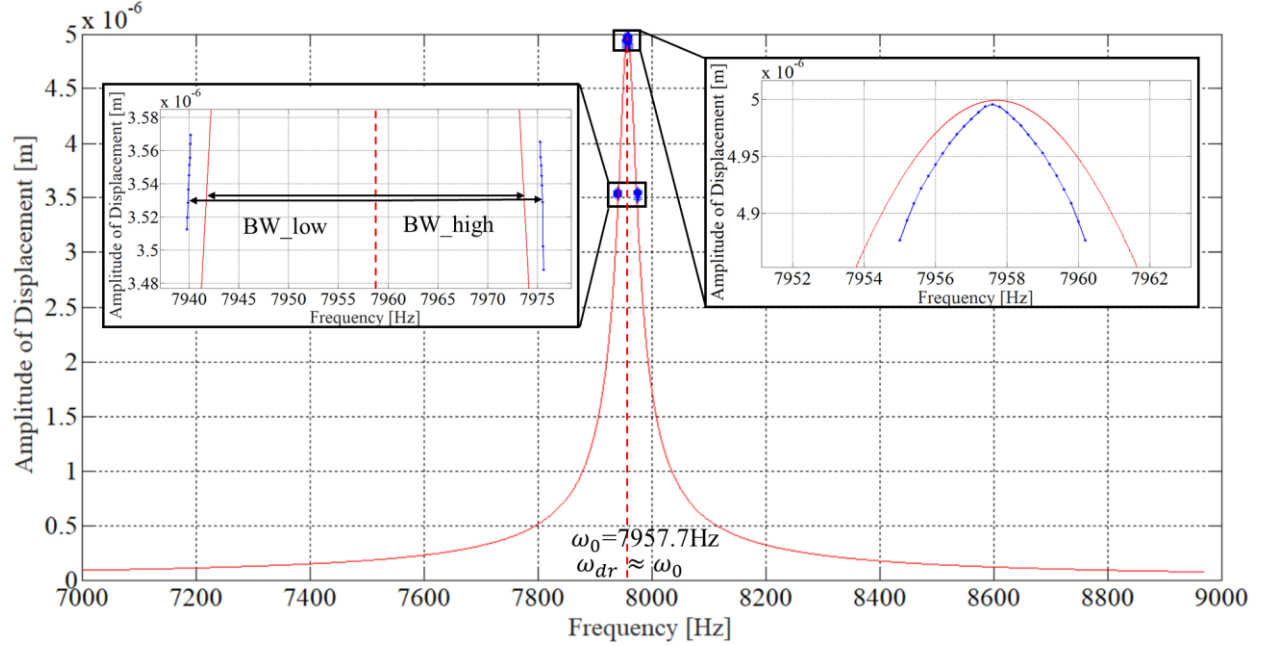 x 10⁻⁶
5
4.5
4
3.5
3
2.5
2
1.5
1
0.5
0
Amplitude of Displacement [m]
7000 7200 7400 7600 7800 8000 8200 8400 8600 8800 9000
Frequency [Hz]
x 10⁻⁶
3.58
3.56
3.54
3.52
3.5
3.48
Amplitude of Displacement [m]
BW_low BW_high
7940 7945 7950 7955 7960 7965 7970 7975
Frequency [Hz]
x 10⁻⁶
5
4.95
4.9
Amplitude of Displacement [m]
7952 7954 7956 7958 7960 7962
Frequency [Hz]
ω₀=7957.7Hz
ω_dr ≈ ω₀